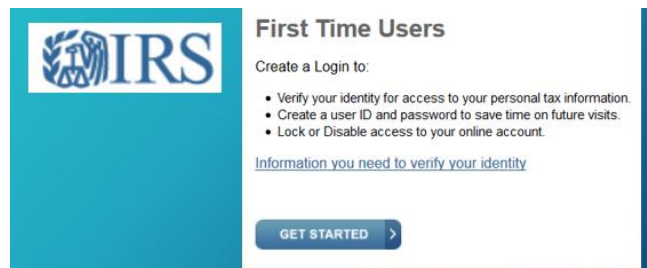 IRS
First Time Users
Create a Login to:
• Verify your identity for access to your personal tax information.
• Create a user ID and password to save time on future visits.
• Lock or Disable access to your online account.
Information you need to verify your identity
GET STARTED >